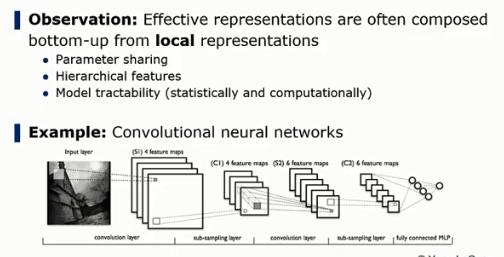 Observation: Effective representations are often composed
bottom-up from local representations
• Parameter sharing
• Hierarchical features
• Model tractability (statistically and computationally)
Example: Convolutional neural networks
Input layer (S1) 4 feature maps
(C1) 4 feature maps (S2) 6 feature maps (C2) 6 feature maps
convolution layer sub-sampling layer convolution layer sub-sampling layer fully connected MLP